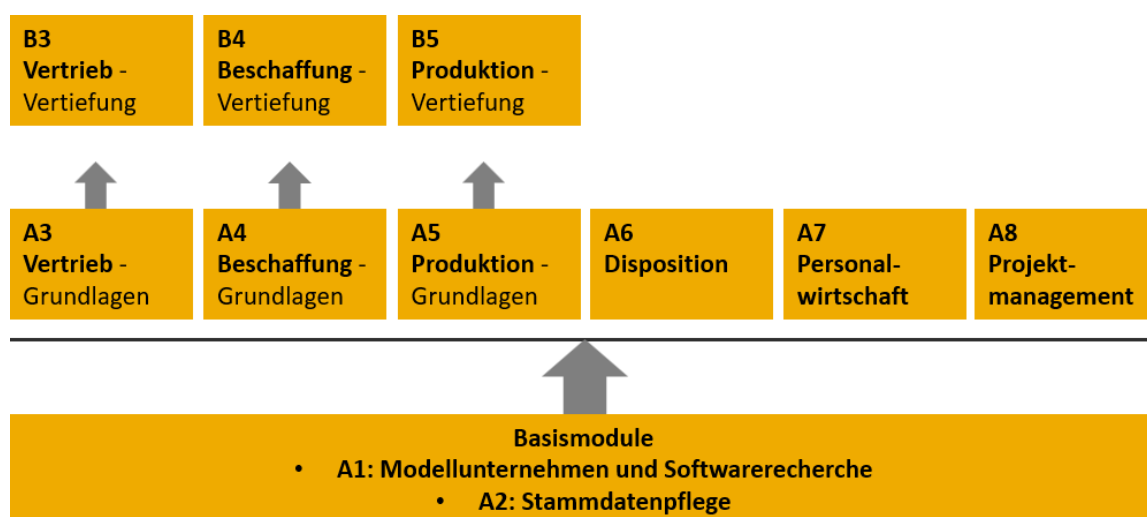 B3
Vertrieb -
Vertiefung
B4
Beschaffung -
Vertiefung
B5
Produktion -
Vertiefung
A3
Vertrieb -
Grundlagen
A4
Beschaffung -
Grundlagen
A5
Produktion -
Grundlagen
A6
Disposition
A7
Personal-
wirtschaft
A8
Projekt-
management
Basismodule
• A1: Modellunternehmen und Softwarerecherche
• A2: Stammdatenpflege